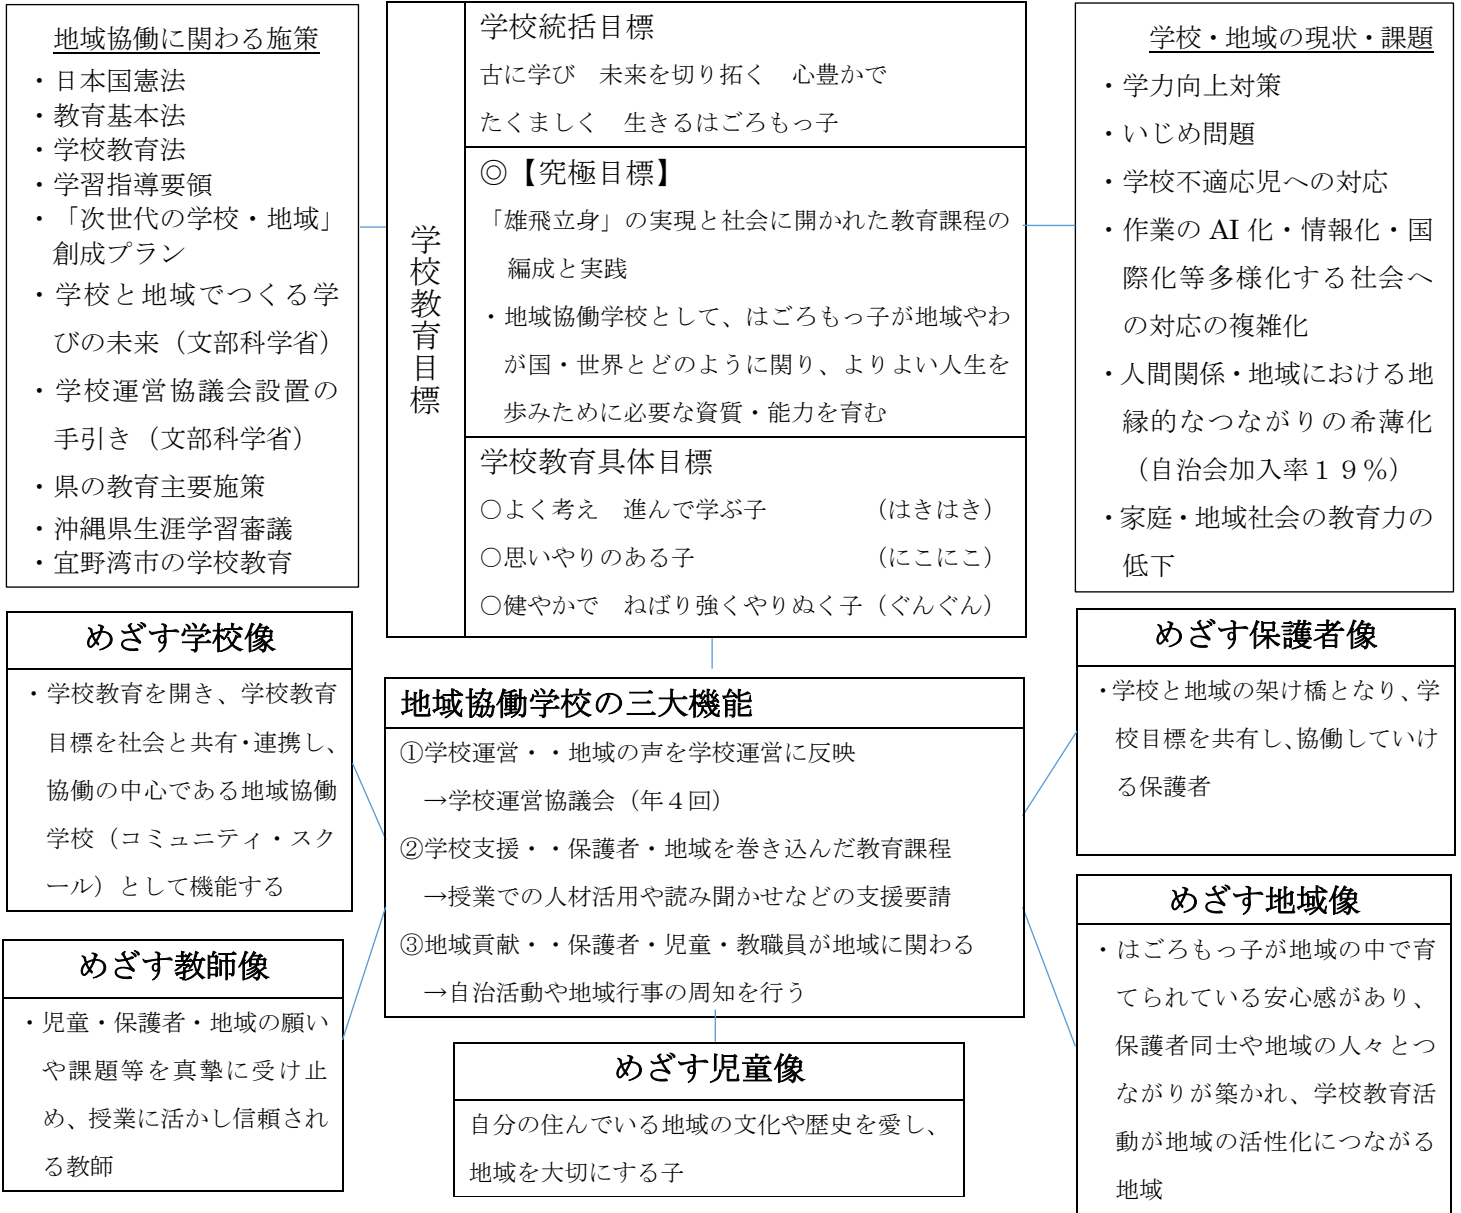 地域協働に関わる施策
・日本国憲法
・教育基本法
・学校教育法
・学習指導要領
・「次世代の学校・地域」
創成プラン
・学校と地域でつくる学
びの未来（文部科学省）
・学校運営協議会設置の
手引き（文部科学省）
・県の教育主要施策
・沖縄県生涯学習審議
・宜野湾市の学校教育
学校教育目標
学校統括目標
古に学び　未来を切り拓く　心豊かで
たくましく　生きるはごろもっ子
◎【究極目標】
「雄飛立身」の実現と社会に開かれた教育課程の
編成と実践
・地域協働学校として、はごろもっ子が地域やわ
が国・世界とどのように関り、よりよい人生を
歩みために必要な資質・能力を育む
学校教育具体目標
○よく考え　進んで学ぶ子　（はきはき）
○思いやりのある子　（にこにこ）
○健やかで　ねばり強くやりぬく子（ぐんぐん）
学校・地域の現状・課題
・学力向上対策
・いじめ問題
・学校不適応児への対応
・作業の AI 化・情報化・国
際化等多様化する社会へ
の対応の複雑化
・人間関係・地域における地
縁的なつながりの希薄化
（自治会加入率１９％）
・家庭・地域社会の教育力の
低下
めざす学校像
・学校教育を開き、学校教育
目標を社会と共有・連携し、
協働の中心である地域協働
学校（コミュニティ・スク
ール）として機能する
めざす教師像
・児童・保護者・地域の願い
や課題等を真摯に受け止
め、授業に活かし信頼され
る教師
地域協働学校の三大機能
①学校運営・・地域の声を学校運営に反映
→学校運営協議会（年４回）
②学校支援・・保護者・地域を巻き込んだ教育課程
→授業での人材活用や読み聞かせなどの支援要請
③地域貢献・・保護者・児童・教職員が地域に関わる
→自治活動や地域行事の周知を行う
めざす児童像
自分の住んでいる地域の文化や歴史を愛し、
地域を大切にする子
めざす保護者像
・学校と地域の架け橋となり、学
校目標を共有し、協働していけ
る保護者
めざす地域像
・はごろもっ子が地域の中で育
てられている安心感があり、
保護者同士や地域の人々とつ
ながりが築かれ、学校教育活
動が地域の活性化につながる
地域